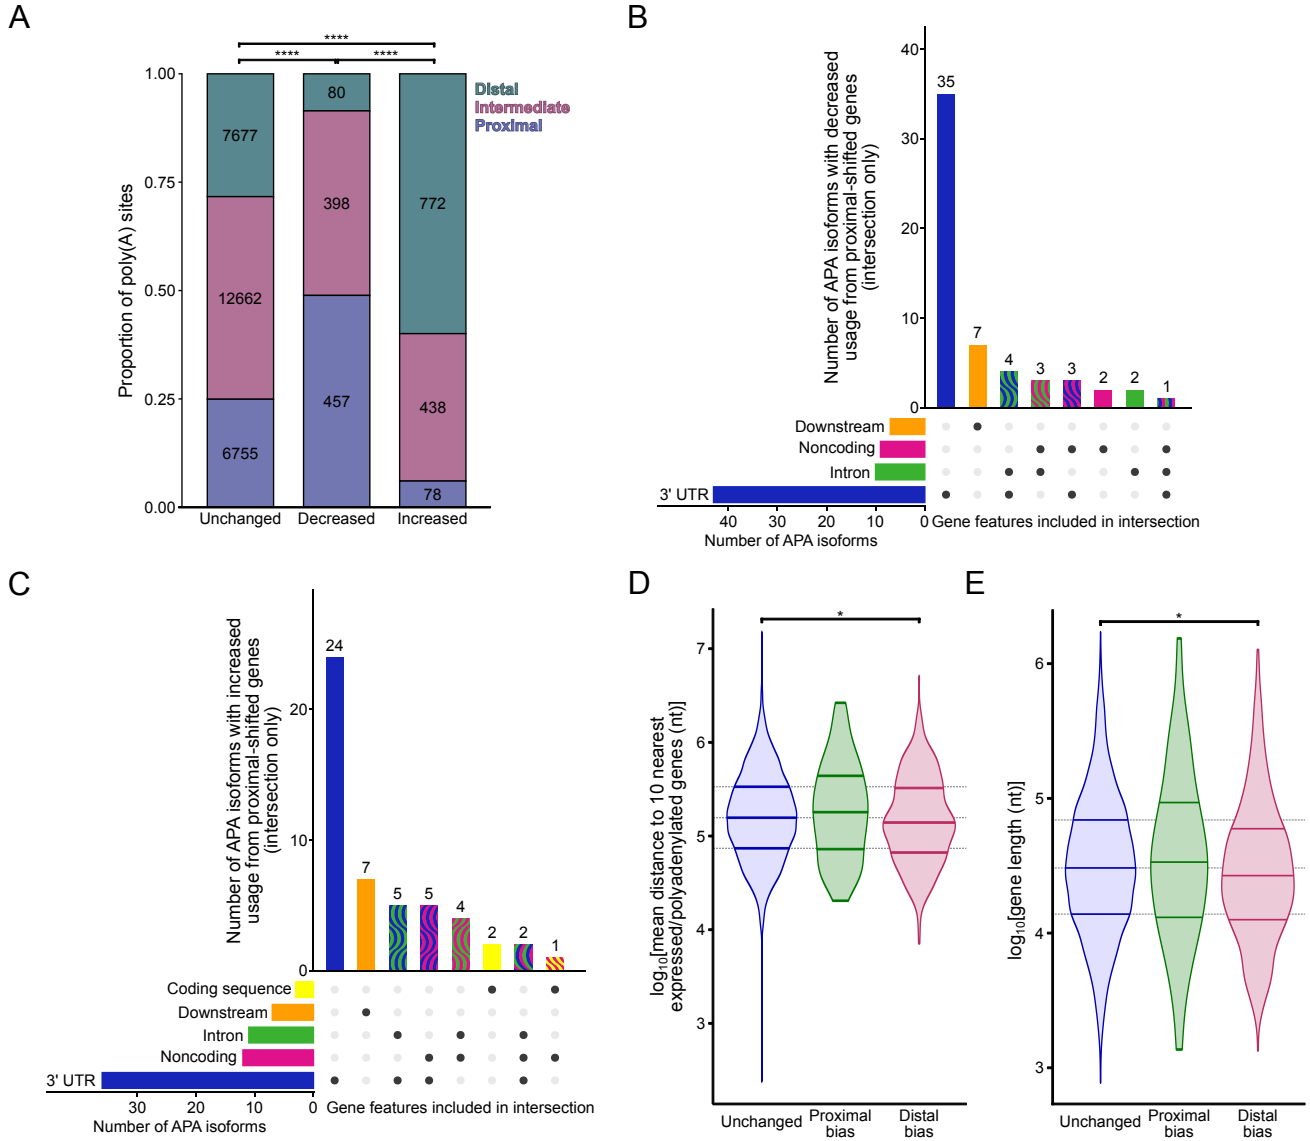 A
****
****
****
1.00
0.75
0.50
0.25
0.00
Proportion of poly(A) sites
7677
12662
6755
80
398
457
772
438
78
Distal
Intermediate
Proximal
Unchanged
Decreased
Increased
B
Number of APA isoforms with decreased
usage from proximal-shifted genes
(intersection only)
40
30
20
10
0
35
7
4
3
3
2
2
1
Downstream
Noncoding
Intron
3' UTR
40
30
20
10
0
Number of APA isoforms
Gene features included in intersection
C
Number of APA isoforms with increased
usage from proximal-shifted genes
(intersection only)
20
10
0
24
7
5
5
4
2
2
1
Coding sequence
Downstream
Intron
Noncoding
3' UTR
30
20
10
0
Number of APA isoforms
Gene features included in intersection
D
*
log10[mean distance to 10 nearest
expressed/polyadenylated genes (nt)]
7
6
5
4
3
Unchanged
Proximal
bias
Distal
bias
E
*
log10[gene length (nt)]
6
5
4
3
Unchanged
Proximal
bias
Distal
bias